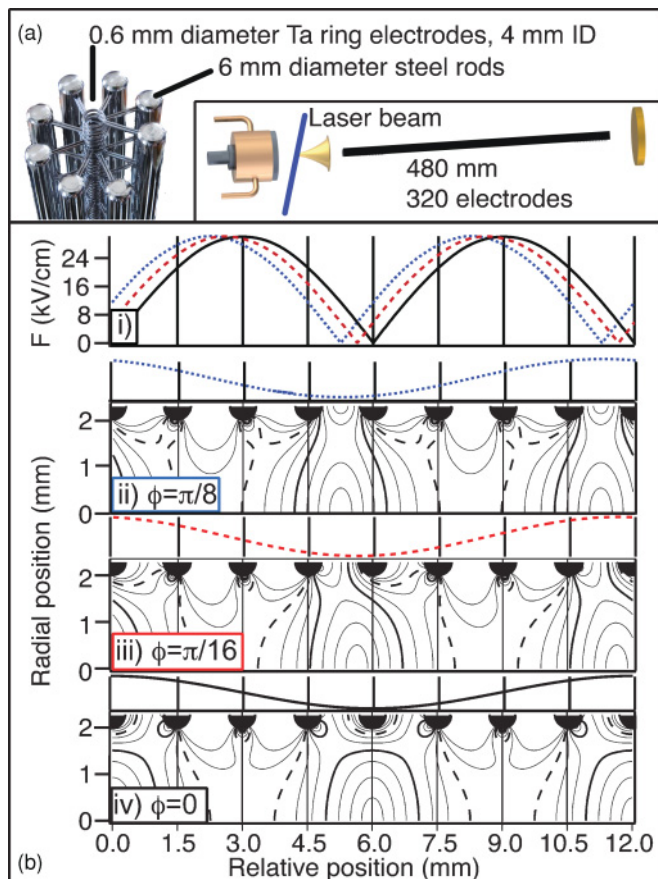 (a)
0.6 mm diameter Ta ring electrodes, 4 mm ID
6 mm diameter steel rods
Laser beam
480 mm
320 electrodes
F (kV/cm)
24
16
8
0
i)
Radial position (mm)
2
1
0
ii) ϕ=π/8
2
1
0
iii) ϕ=π/16
2
1
0
iv) ϕ=0
0.0 1.5 3.0 4.5 6.0 7.5 9.0 10.5 12.0
(b)
Relative position (mm)